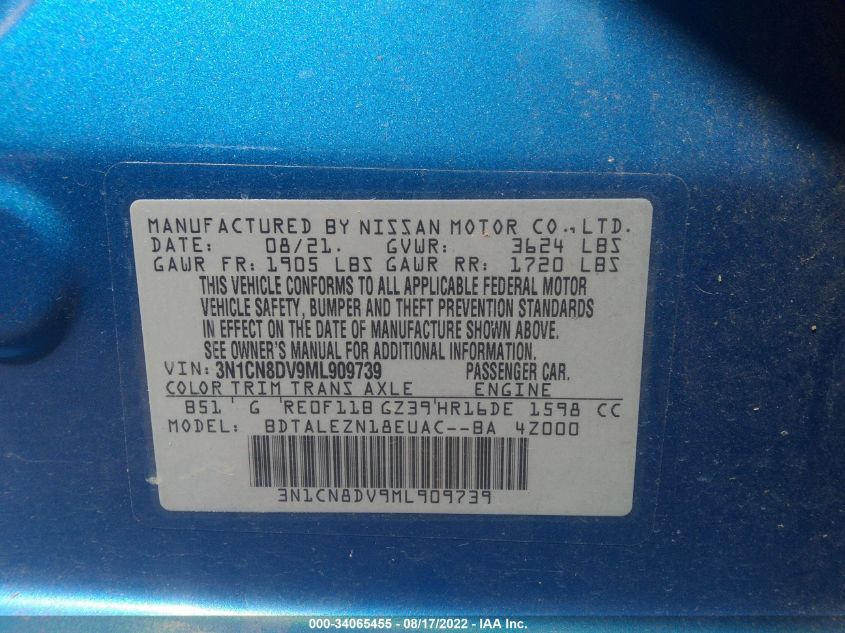 MANUFACTURED BY NISSAN MOTOR CO., LTD.
DATE: 08/21. GVWR: 3624 LBS
GAWR FR: 1905 LBS GAWR RR: 1720 LBS
THIS VEHICLE CONFORMS TO ALL APPLICABLE FEDERAL MOTOR
VEHICLE SAFETY, BUMPER AND THEFT PREVENTION STANDARDS
IN EFFECT ON THE DATE OF MANUFACTURE SHOWN ABOVE.
SEE OWNER'S MANUAL FOR ADDITIONAL INFORMATION.
VIN: 3N1CN8DV9ML909739 PASSENGER CAR.
COLOR TRIM TRANS AXLE ENGINE
B51 G RE0F11B GZ39 HR16DE 1598 CC
MODEL: BDTALEZN18EUAC--BA 4Z000
3N1CN8DV9ML909739
000-34065455 - 08/17/2022 - IAA Inc.